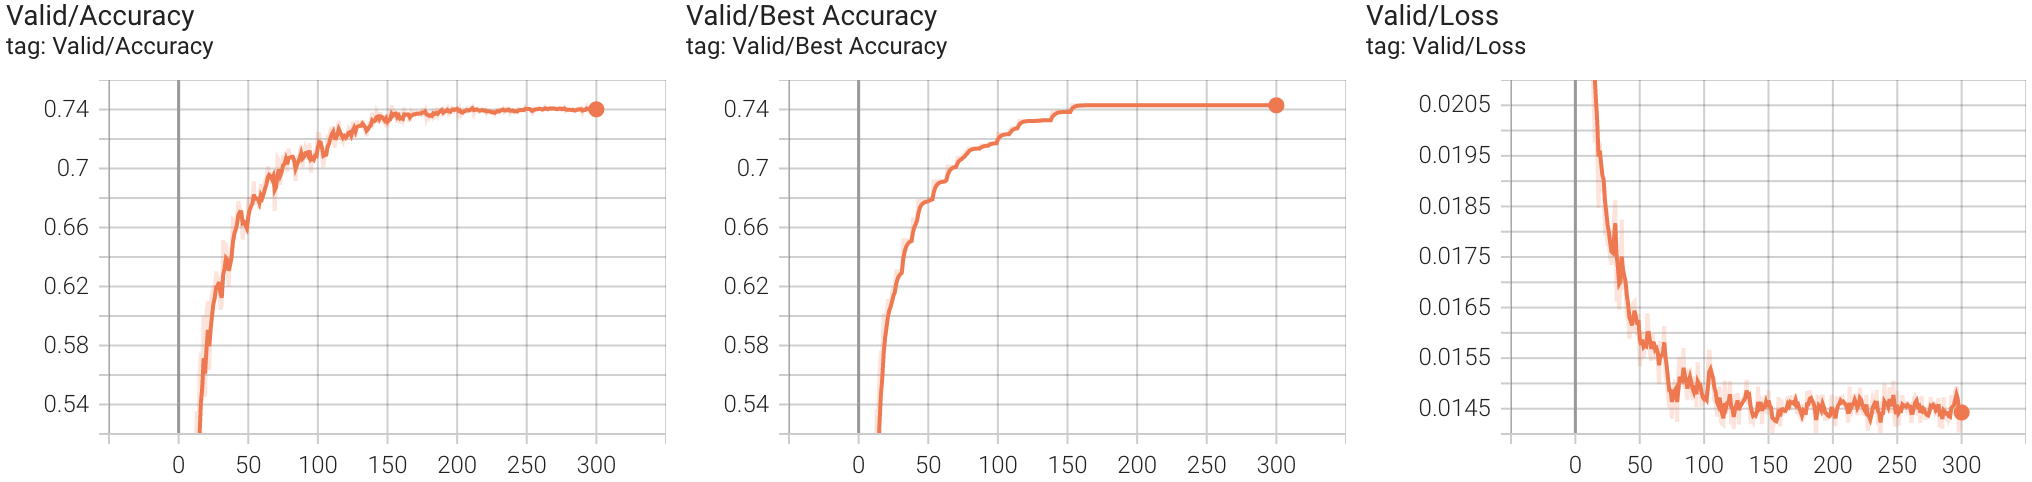 Valid/Accuracy
tag: Valid/Accuracy
0.74
0.7
0.66
0.62
0.58
0.54
0 50 100 150 200 250 300
Valid/Best Accuracy
tag: Valid/Best Accuracy
0.74
0.7
0.66
0.62
0.58
0.54
0 50 100 150 200 250 300
Valid/Loss
tag: Valid/Loss
0.0205
0.0195
0.0185
0.0175
0.0165
0.0155
0.0145
0 50 100 150 200 250 300